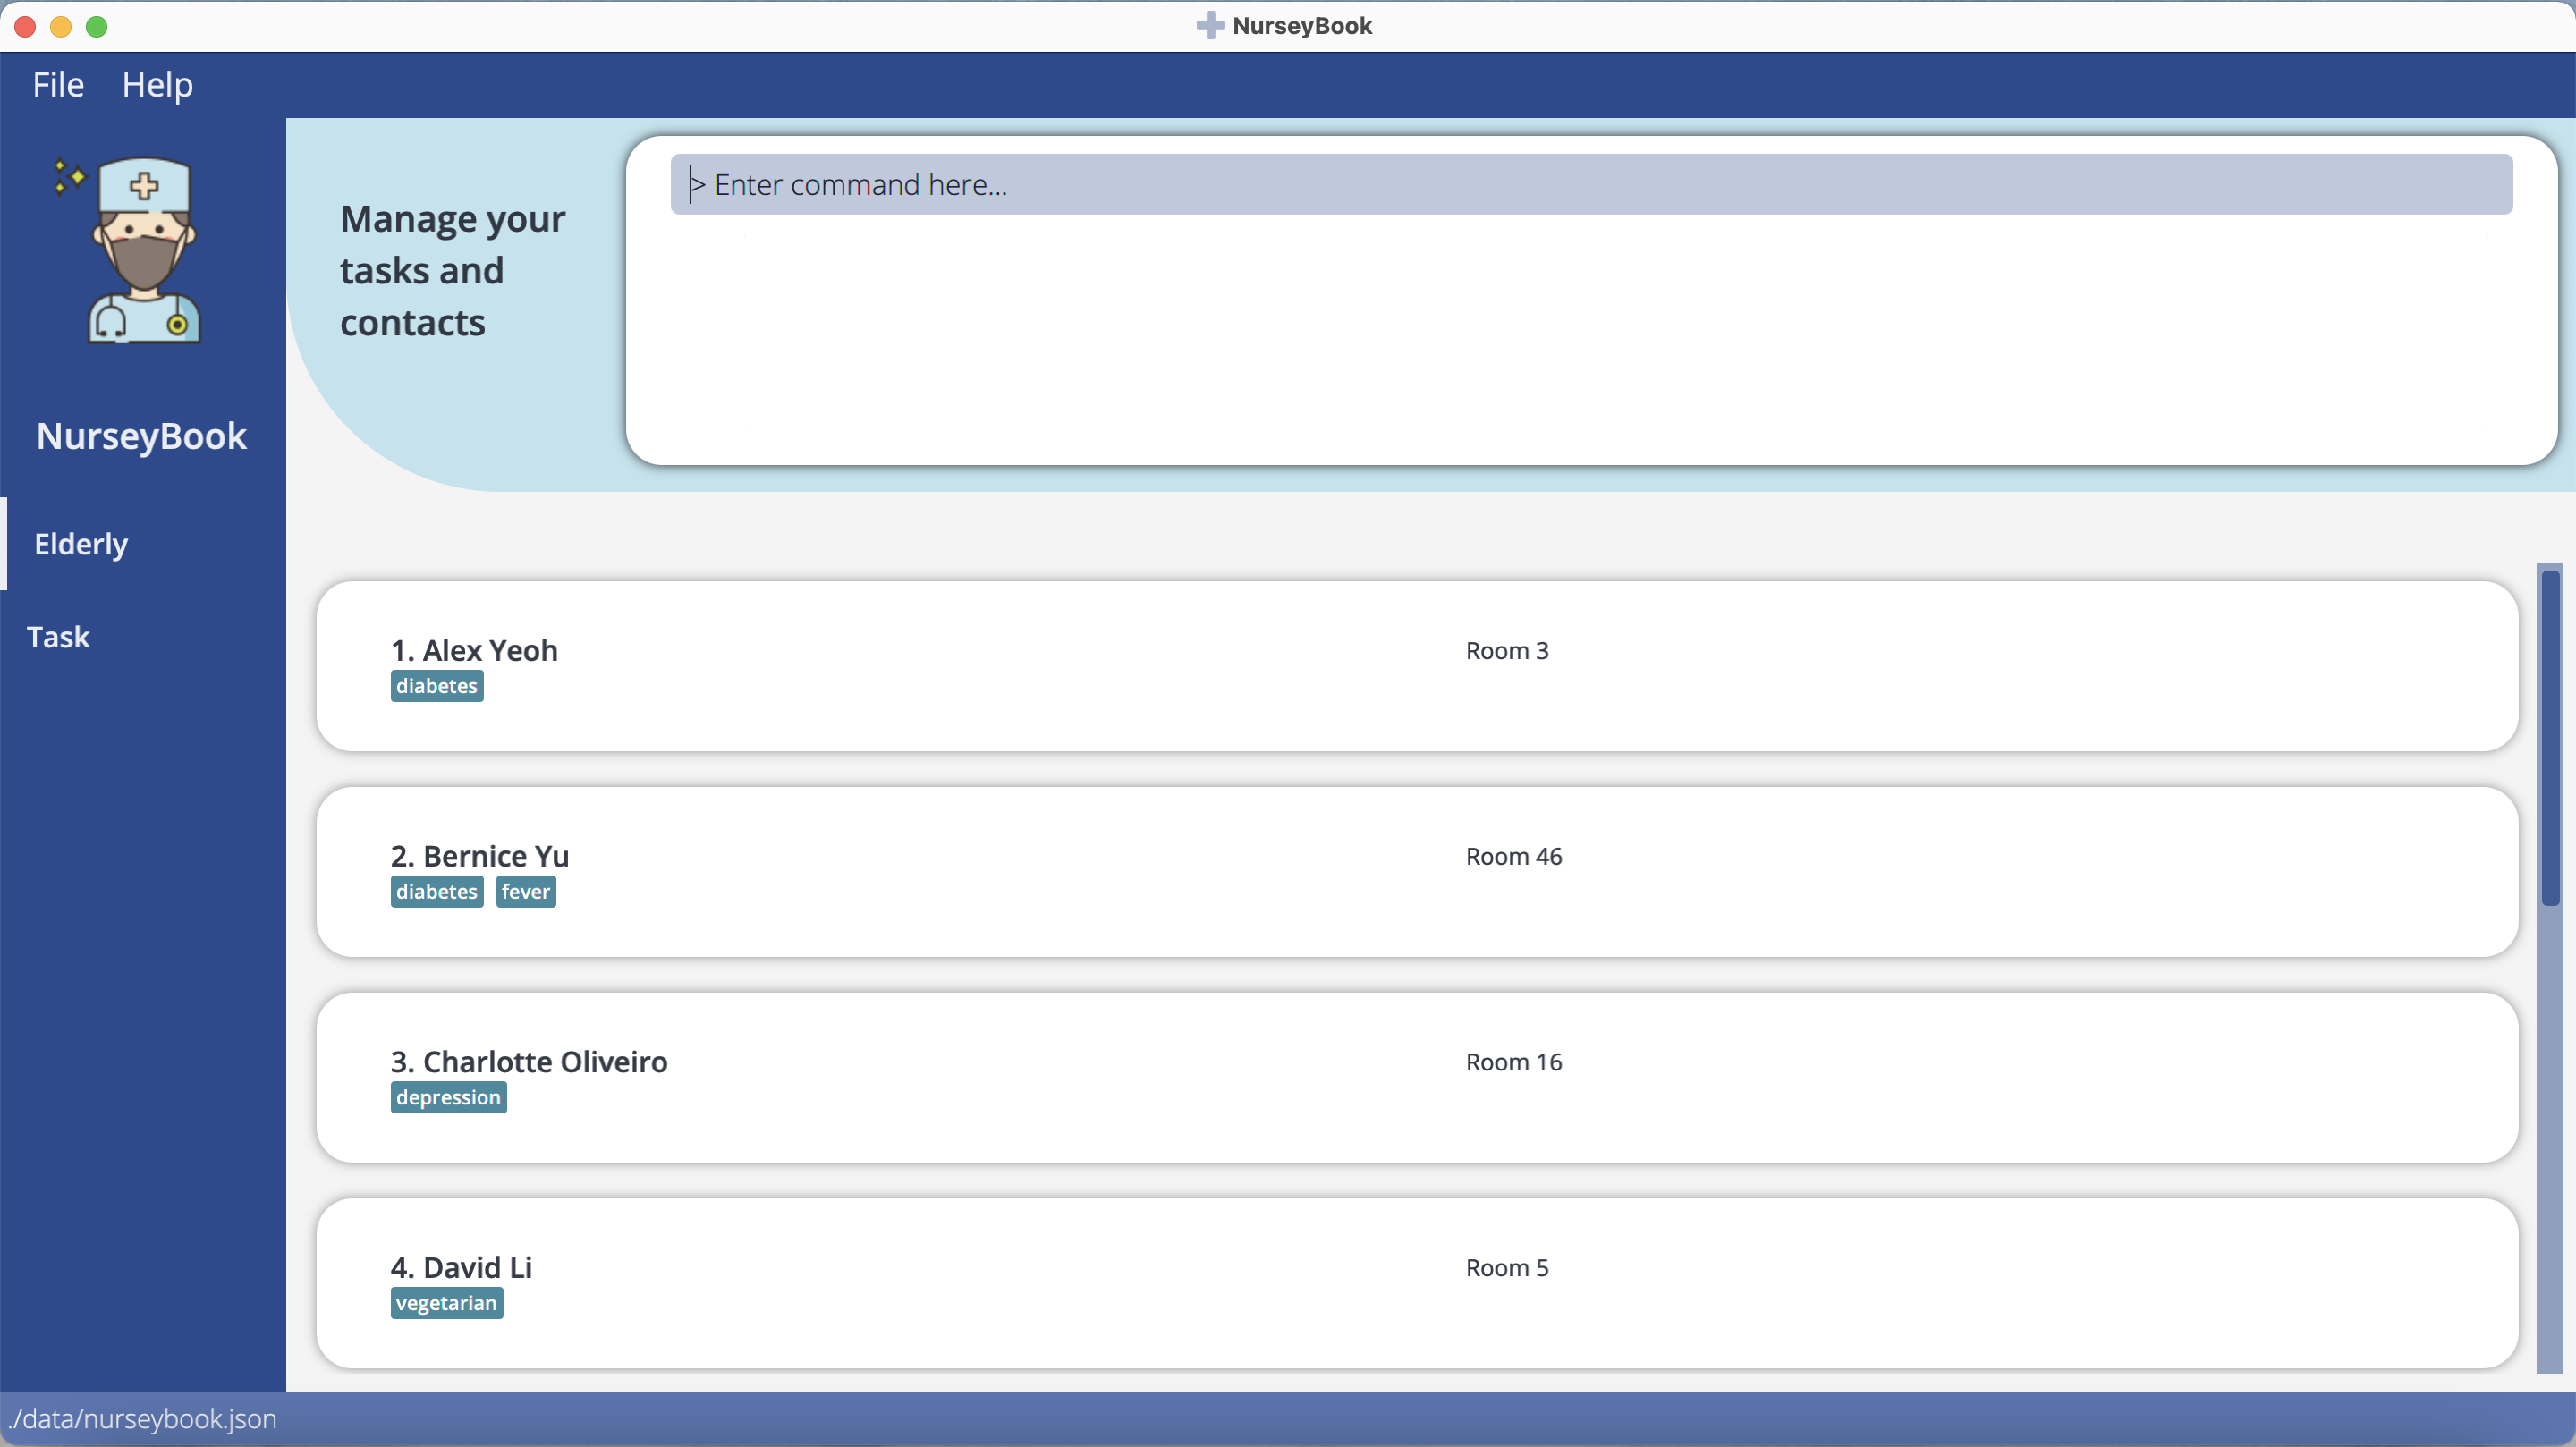 NurseyBook
File Help
Manage your
tasks and
contacts
> Enter command here...
NurseyBook
Elderly
Task
1. Alex Yeoh
Room 3
diabetes
2. Bernice Yu
Room 46
diabetes fever
3. Charlotte Oliveiro
Room 16
depression
4. David Li
Room 5
vegetarian
./data/nurseybook.json